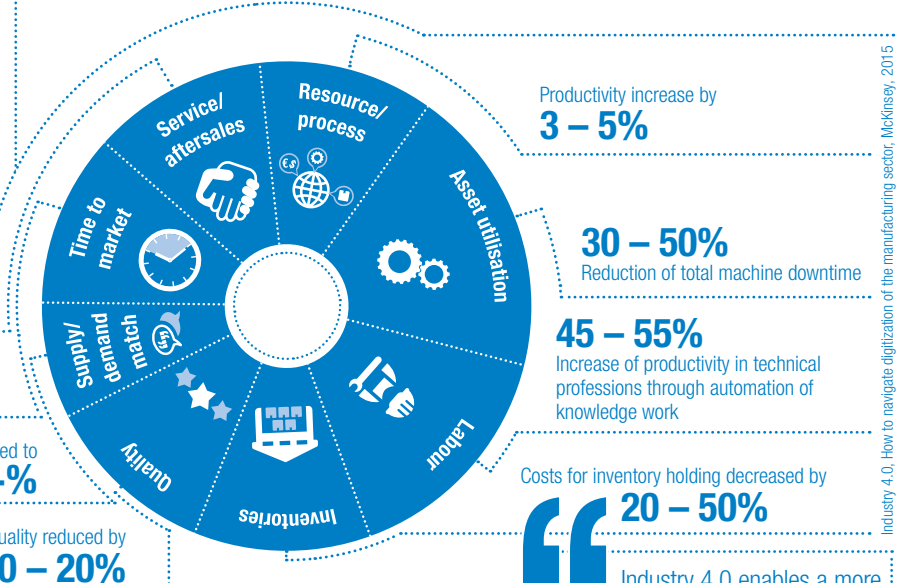 Productivity increase by
3 – 5%
30 – 50%
Reduction of total machine downtime
45 – 55%
Increase of productivity in technical
professions through automation of
knowledge work
Costs for inventory holding decreased by
20 – 50%
Industry 4.0 enables a more
Resource/
process
Asset utilisation
Labour
Inventories
Quality
Supply/
demand
match
Time to
market
Service/
aftersales
€$
ed to
%
uality reduced by
0 – 20%
Industry 4.0, How to navigate digitization of the manufacturing sector, McKinsey, 2015